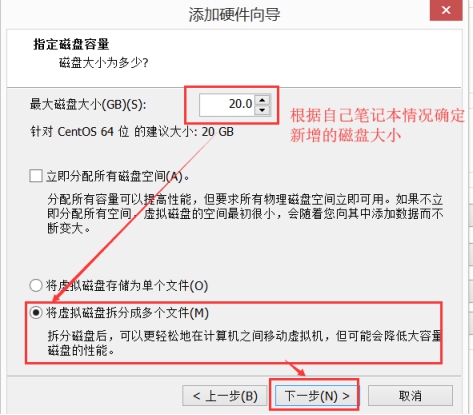 添加硬件向导
指定磁盘容量
磁盘大小为多少?
最大磁盘大小(GB)(S):
20.0
针对 CentOS 64 位 的建议大小: 20 GB
根据自己笔记本情况确定
新增的磁盘大小
立即分配所有磁盘空间(A)。
分配所有容量可以提高性能，但要求所有物理磁盘空间立即可用。如果不立
即分配所有空间，虚拟磁盘的空间最初很小，会随着您向其中添加数据而不
断变大。
将虚拟磁盘存储为单个文件(O)
将虚拟磁盘拆分成多个文件(M)
拆分磁盘后，可以更轻松地在计算机之间移动虚拟机，但可能会降低大容量
磁盘的性能。
< 上一步(B)
下一步(N) >
取消